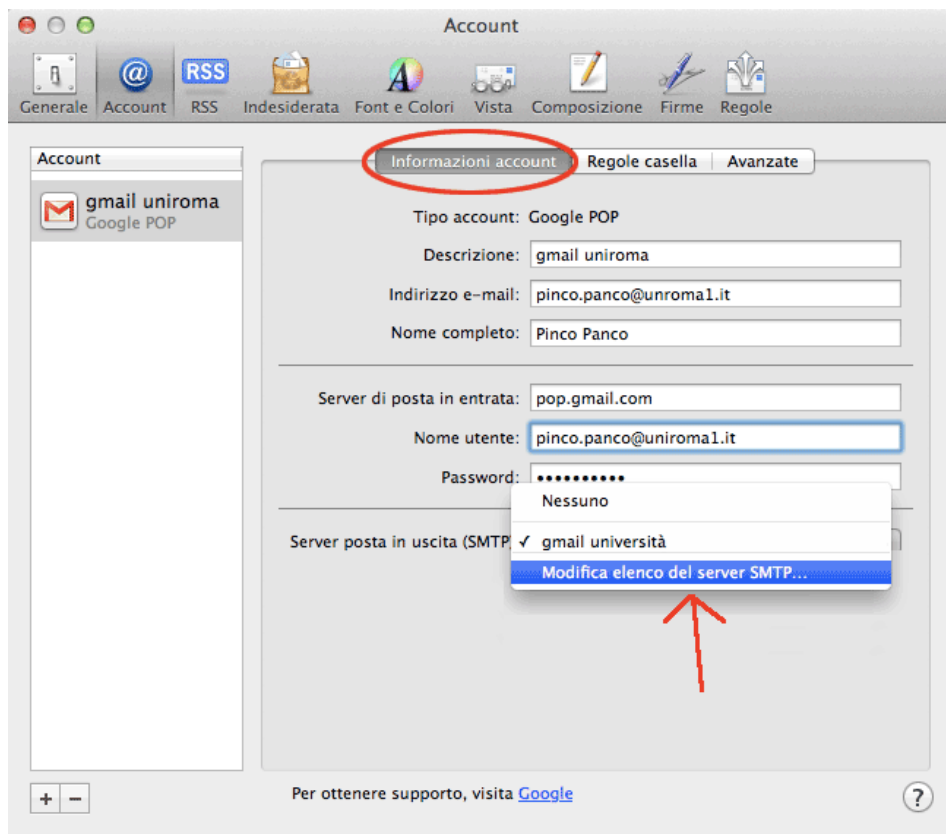 Account
Generale Account RSS Indesiderata Font e Colori Vista Composizione Firme Regole
RSS
Account
gmail uniroma
Google POP
Informazioni account Regole casella Avanzate
Tipo account: Google POP
Descrizione: gmail uniroma
Indirizzo e-mail: pinco.panco@unroma1.it
Nome completo: Pinco Panco
Server di posta in entrata: pop.gmail.com
Nome utente: pinco.panco@uniroma1.it
Password: ••••••••••
Nessuno
Server posta in uscita (SMTP) ✓ gmail università
Modifica elenco del server SMTP...
+ −
Per ottenere supporto, visita Google
?